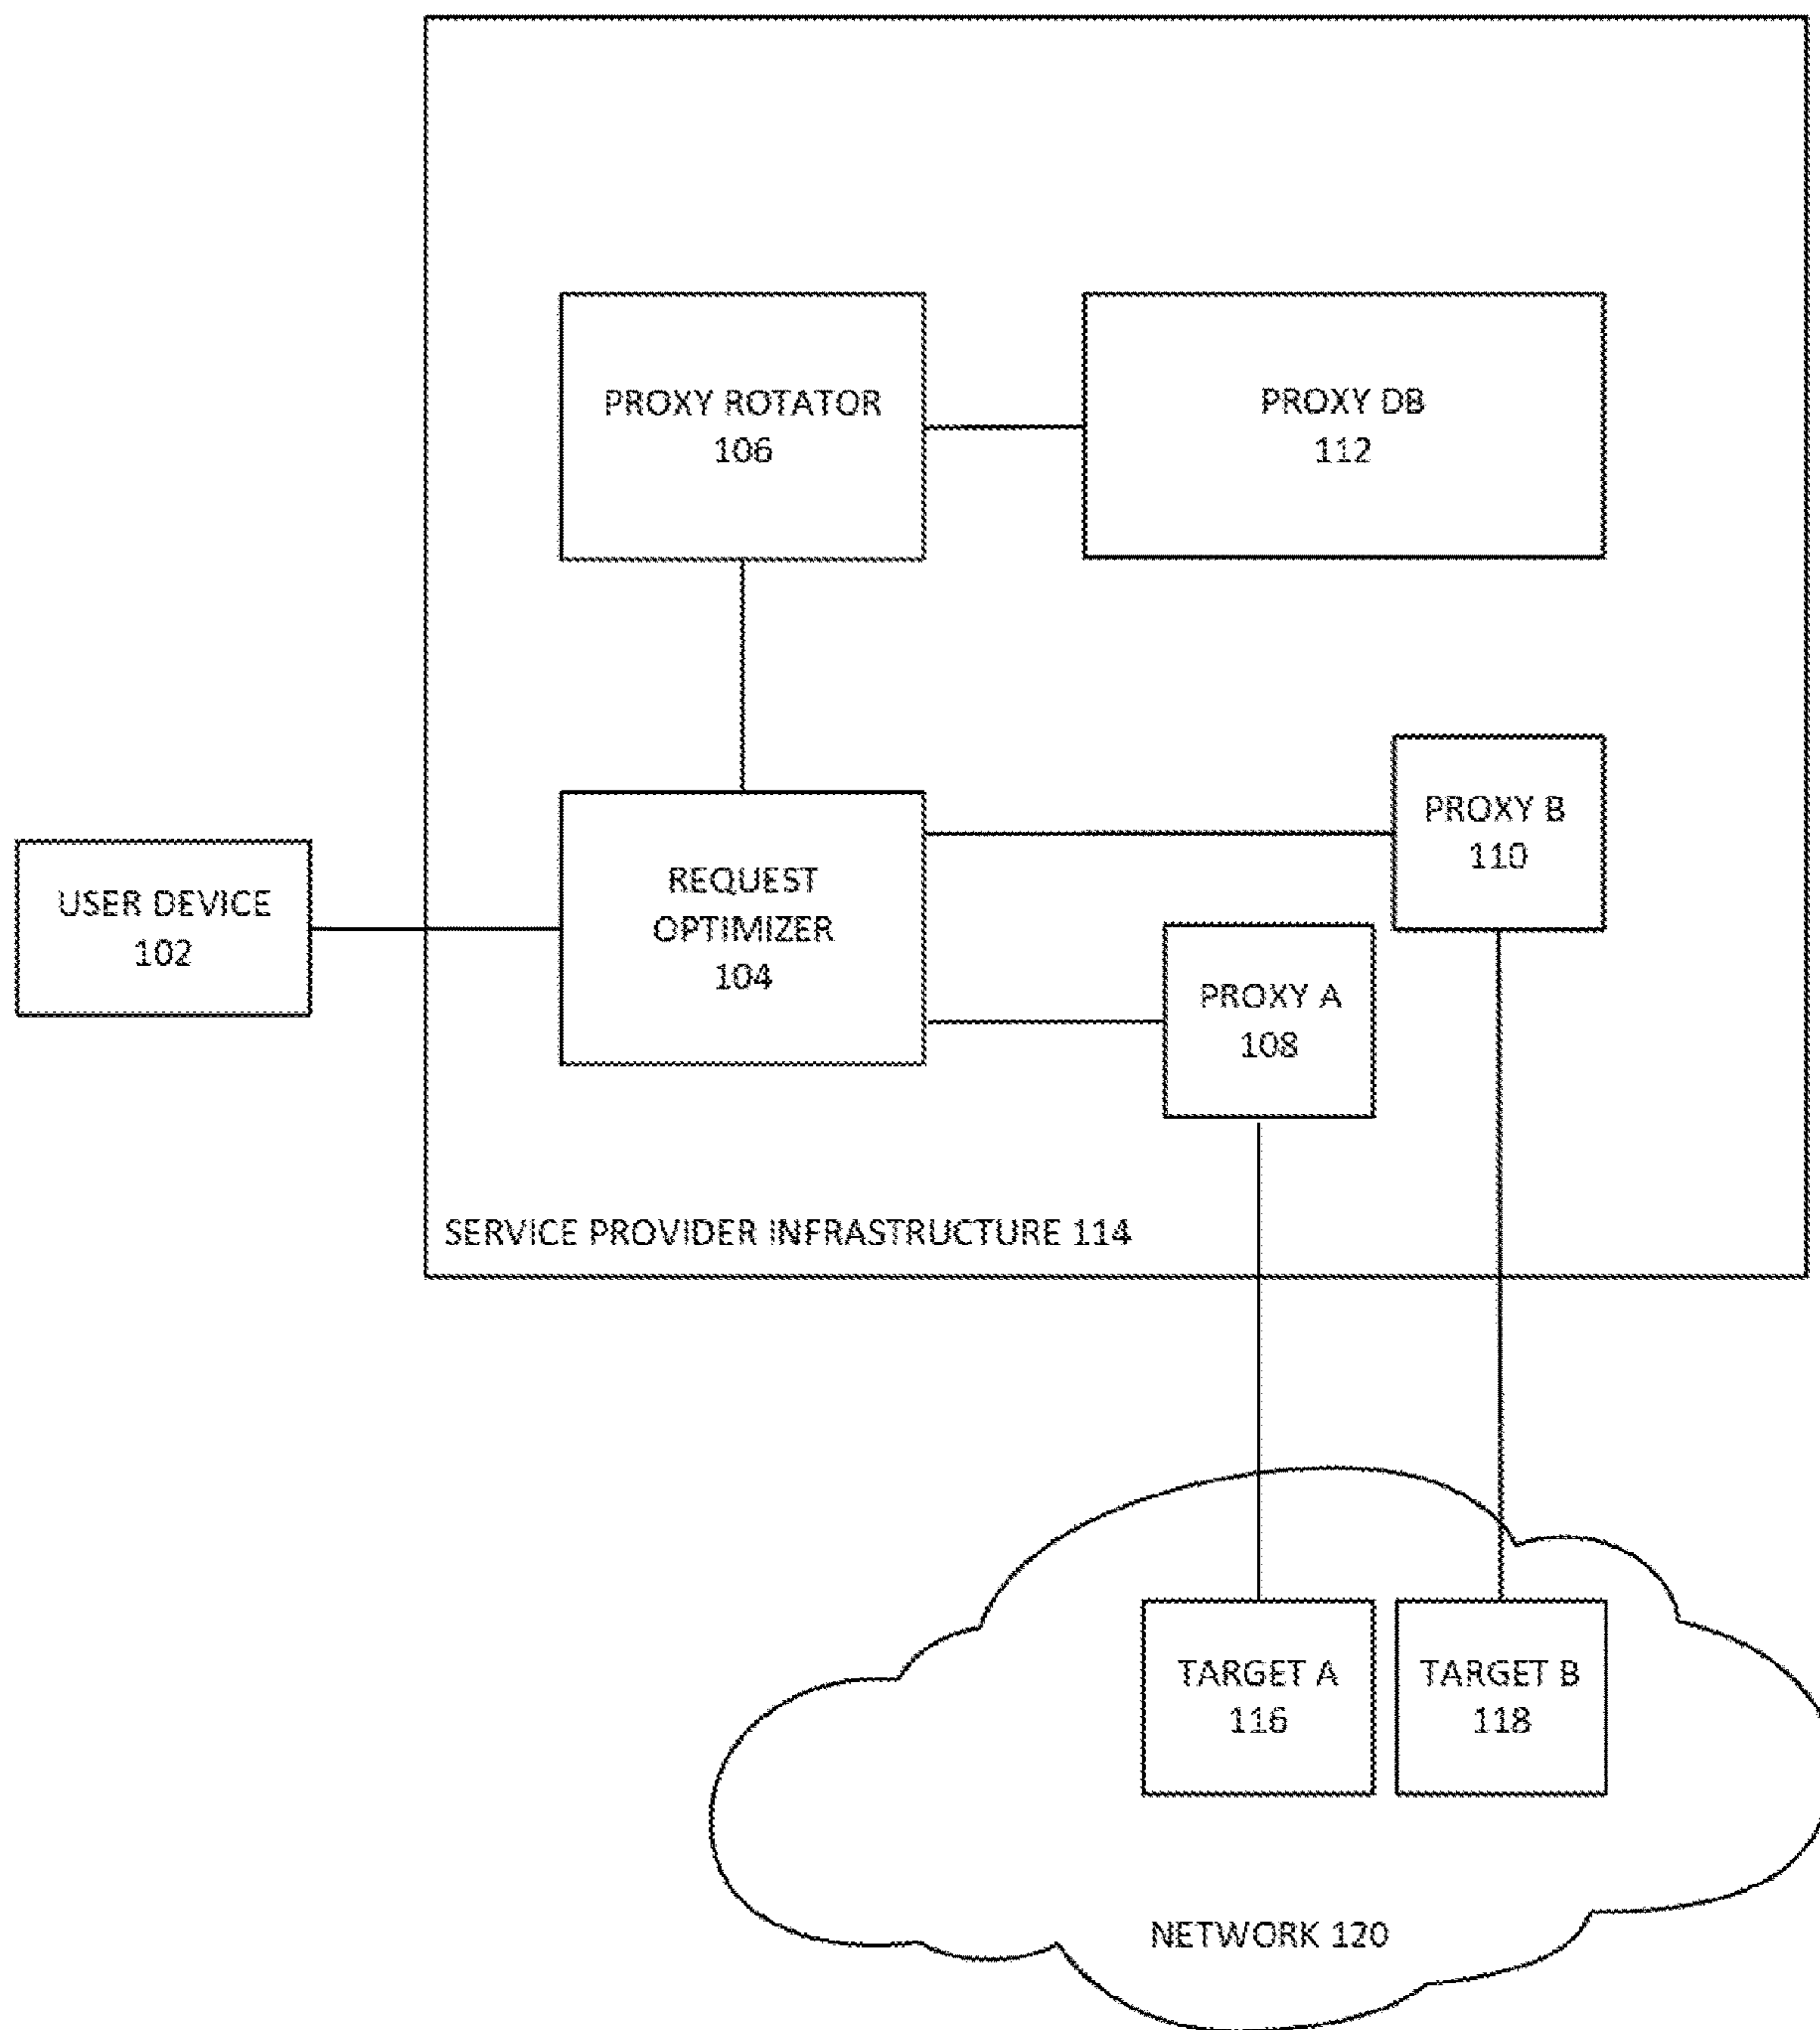 PROXY ROTATOR
106
PROXY DB
112
USER DEVICE
102
REQUEST
OPTIMIZER
104
PROXY B
110
PROXY A
108
SERVICE PROVIDER INFRASTRUCTURE 114
TARGET A
116
TARGET B
118
NETWORK 120